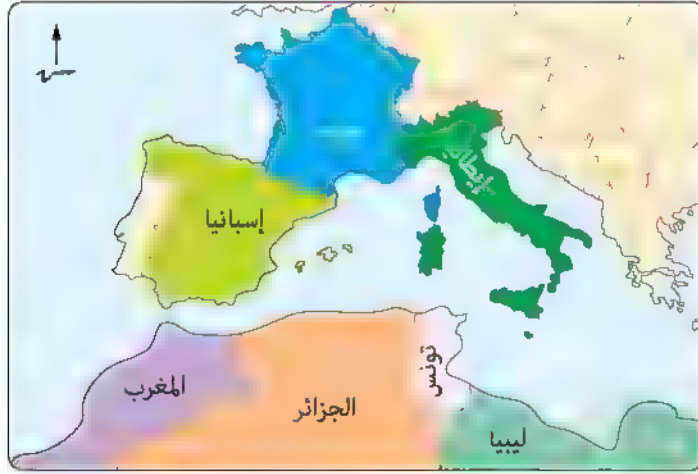 إيطاليا
إسبانيا
تونس
المغرب
الجزائر
ليبيا